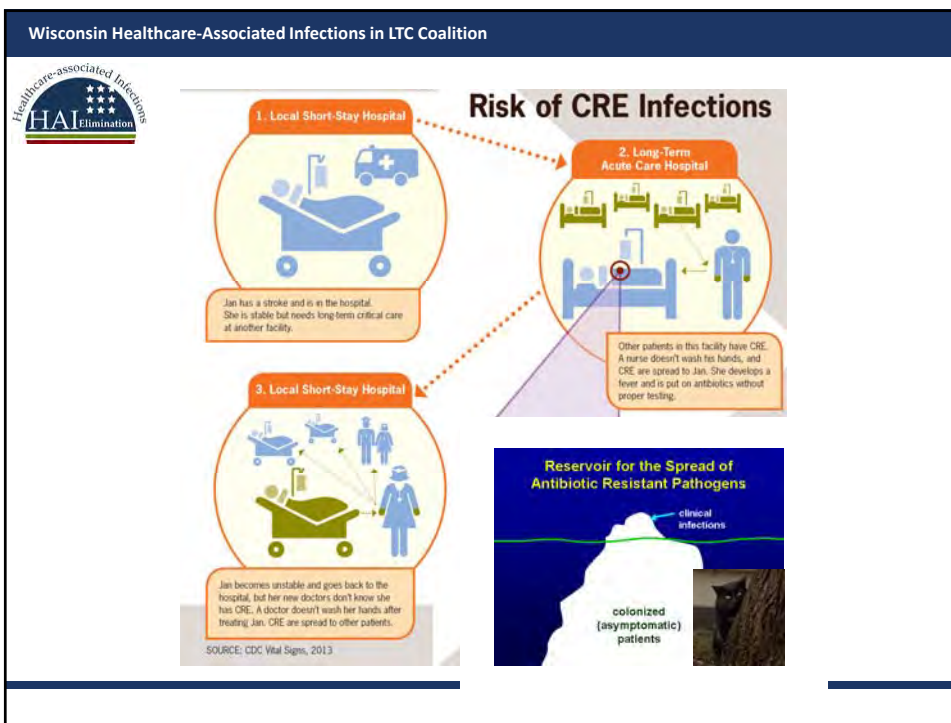 Wisconsin Healthcare-Associated Infections in LTC Coalition
Healthcare-associated Infections
HAI Elimination
Risk of CRE Infections
1. Local Short-Stay Hospital
Jan has a stroke and is in the hospital.
She is stable but needs long-term critical care
at another facility.
2. Long-Term
Acute Care Hospital
Other patients in this facility have CRE.
A nurse doesn't wash his hands, and
CRE are spread to Jan. She develops a
fever and is put on antibiotics without
proper testing.
3. Local Short-Stay Hospital
Jan becomes unstable and goes back to the
hospital, but her new doctors don't know she
has CRE. A doctor doesn't wash her hands after
treating Jan. CRE are spread to other patients.
SOURCE: CDC Vital Signs, 2013
Reservoir for the Spread of
Antibiotic Resistant Pathogens
clinical
infections
colonized
(asymptomatic)
patients